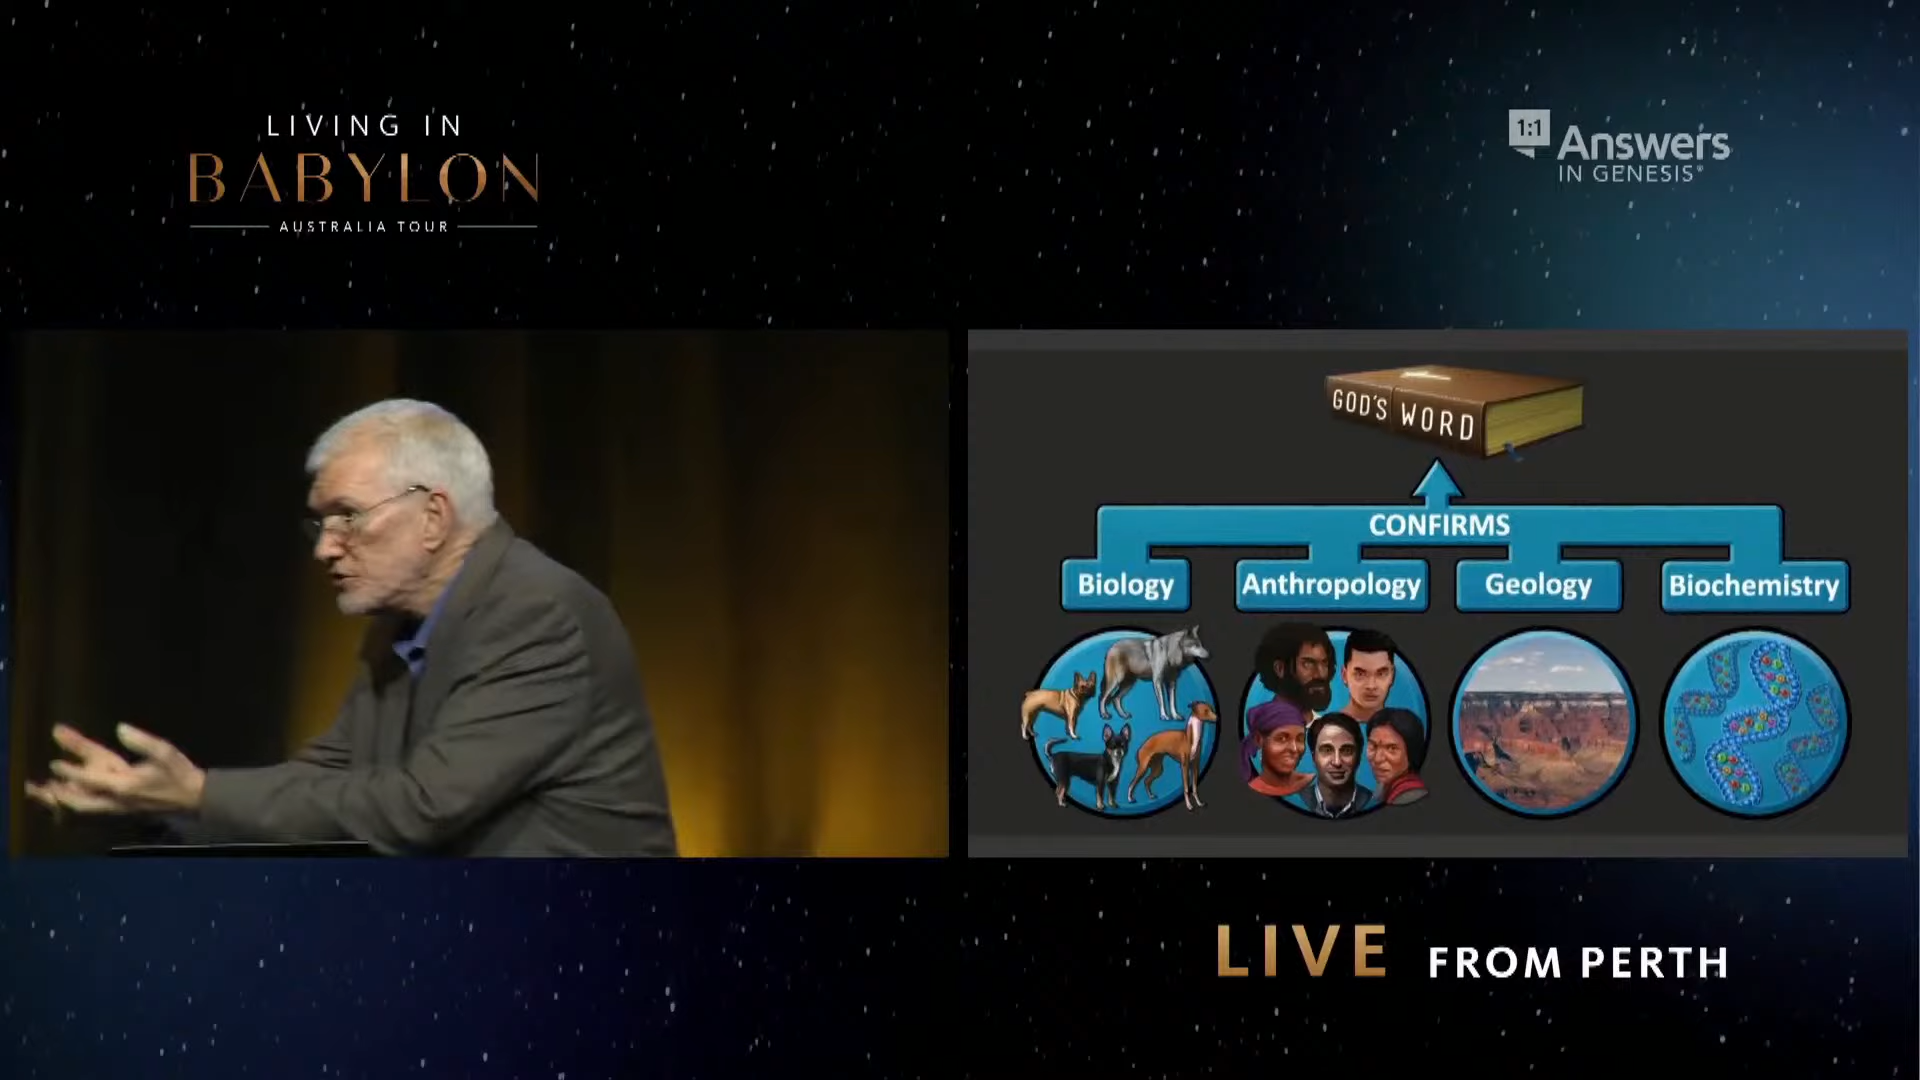 LIVING IN
BABYLON
AUSTRALIA TOUR
1:1
Answers
IN GENESIS®
GOD'S WORD
CONFIRMS
Biology
Anthropology
Geology
Biochemistry
LIVE FROM PERTH